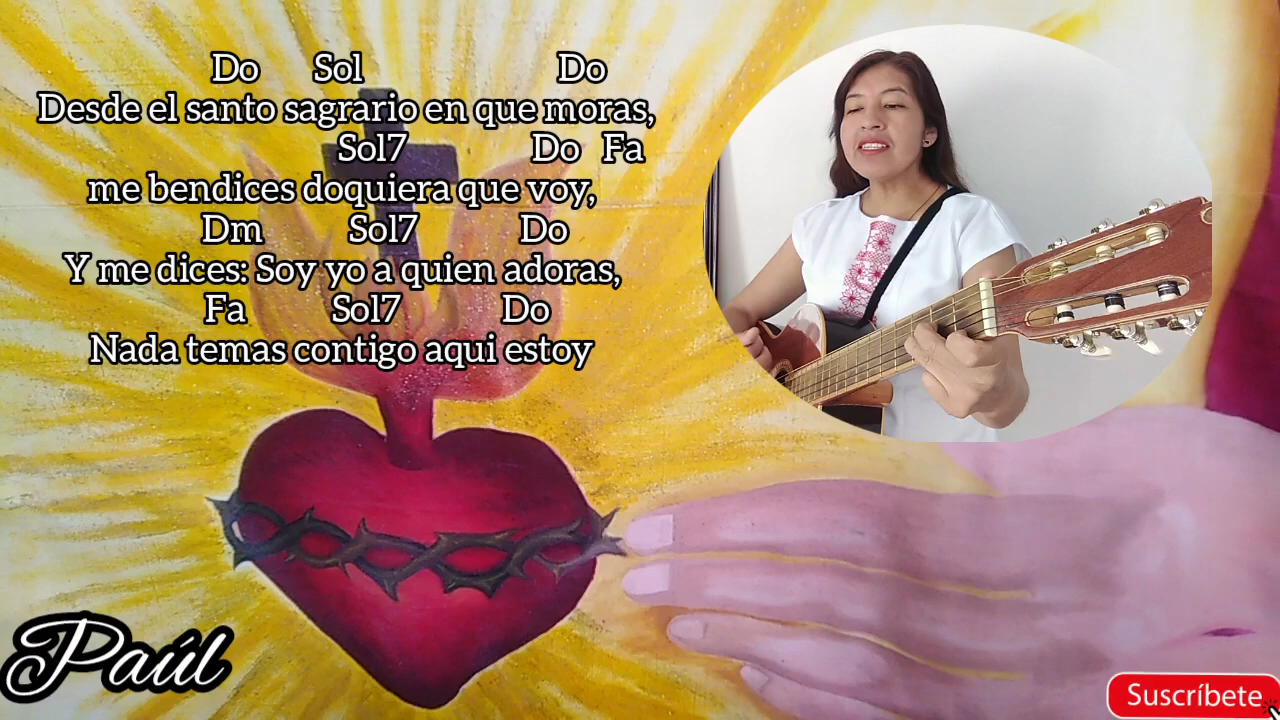 Do Sol Do
Desde el santo sagrario en que moras,
Sol7 Do Fa
me bendices doquiera que voy,
Dm Sol7 Do
Y me dices: Soy yo a quien adoras,
Fa Sol7 Do
Nada temas contigo aqui estoy
Paúl
Suscríbete